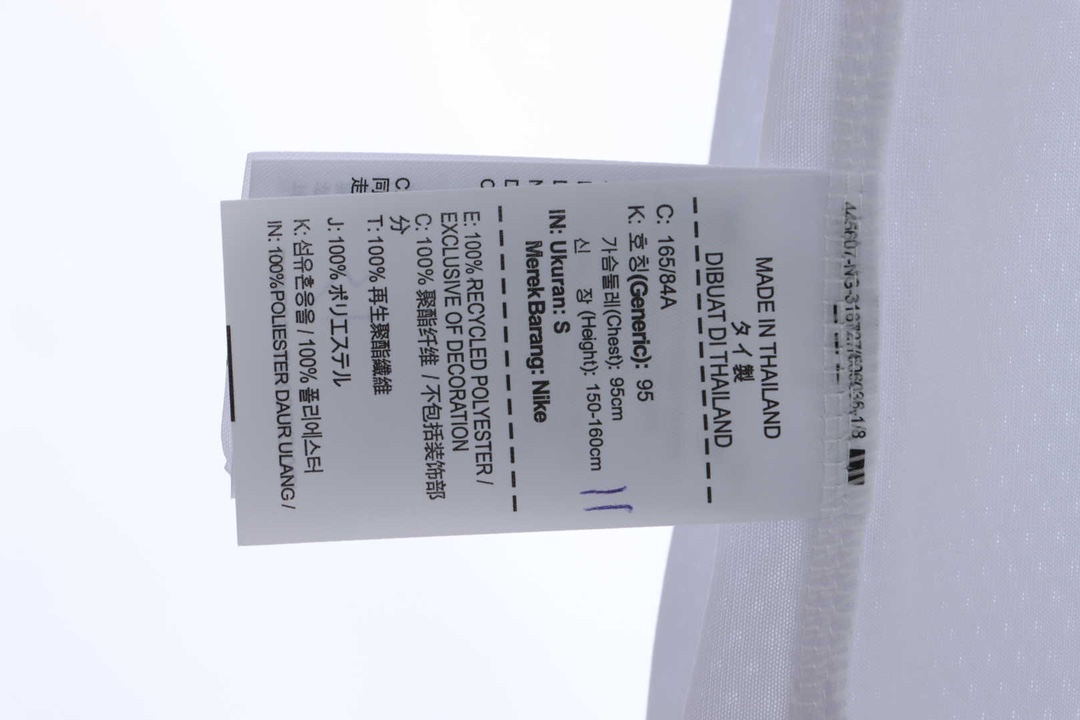 MADE IN THAILAND
タイ製
DIBUAT DI THAILAND
C: 165/84A
K: 호칭(Generic): 95
가슴둘레(Chest): 95cm
신 장 (Height): 150-160cm
IN: Ukuran: S
Merek Barang: Nike
E: 100% RECYCLED POLYESTER /
EXCLUSIVE OF DECORATION
C: 100% 聚酯纤维 / 不包括装饰部
分
T: 100% 再生聚酯纖維
J: 100% ポリエステル
K: 섬유혼용율 / 100% 폴리에스터
IN: 100% POLIESTER DAUR ULANG /